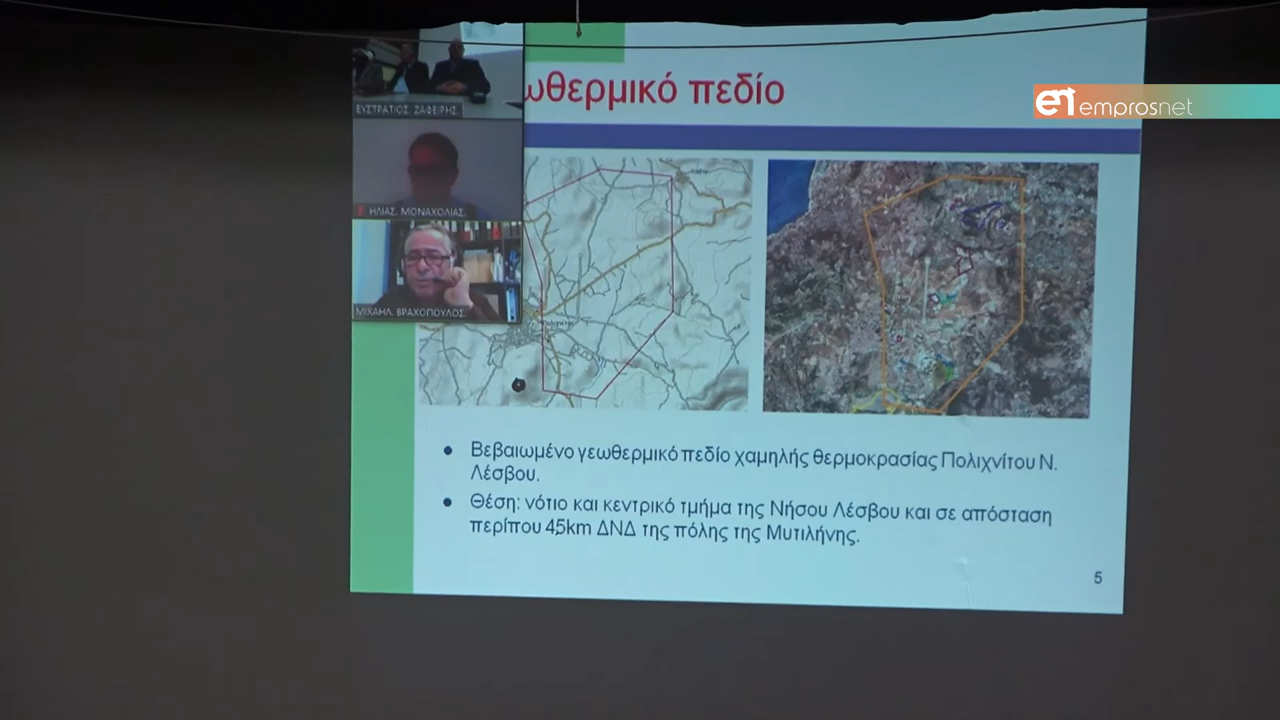 ωθερμικό πεδίο
emprosnet
ΕΥΣΤΡΑΤΙΟΣ. ΖΑΦΕΙΡΗΣ.
ΗΛΙΑΣ. ΜΟΝΑΧΟΛΙΑΣ.
ΜΙΧΑΗΛ. ΒΡΑΧΟΠΟΥΛΟΣ.
● Βεβαιωμένο γεωθερμικό πεδίο χαμηλής θερμοκρασίας Πολιχνίτου Ν.
Λέσβου.
● Θέση: νότιο και κεντρικό τμήμα της Νήσου Λέσβου και σε απόσταση
περίπου 45km ΔΝΔ της πόλης της Μυτιλήνης.
5